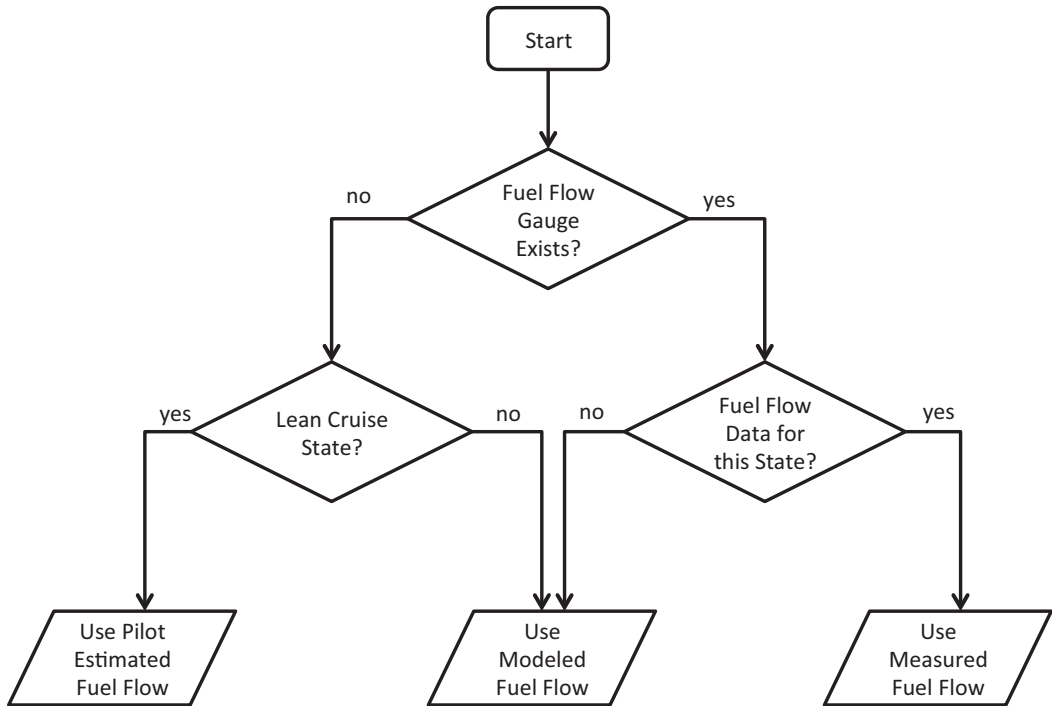 Start
no
Fuel Flow
Gauge
Exists?
yes
yes
Lean Cruise
State?
no
no
Fuel Flow
Data for
this State?
yes
Use Pilot
Estimated
Fuel Flow
Use
Modeled
Fuel Flow
Use
Measured
Fuel Flow